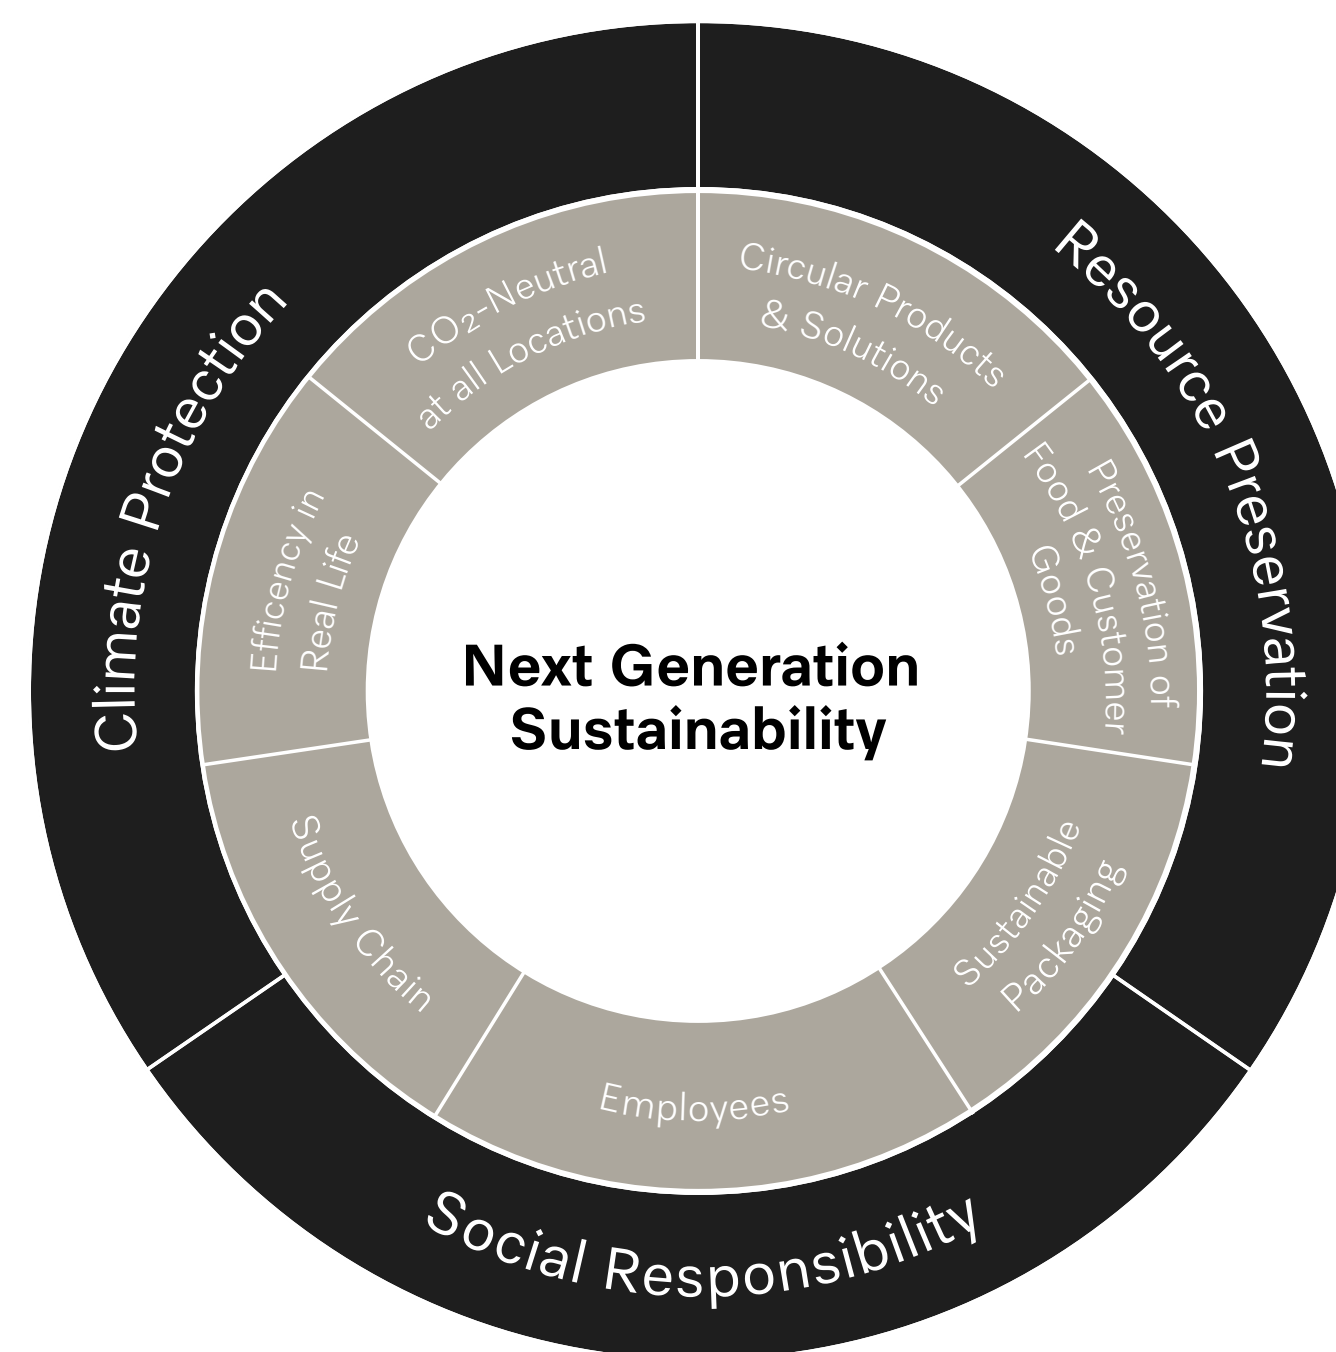 Next Generation
Sustainability
Climate Protection
Resource Preservation
Social Responsibility
CO₂-Neutral
at all Locations
Circular Products
& Solutions
Preservation of
Food & Customer
Goods
Sustainable
Packaging
Employees
Supply Chain
Efficency in
Real Life